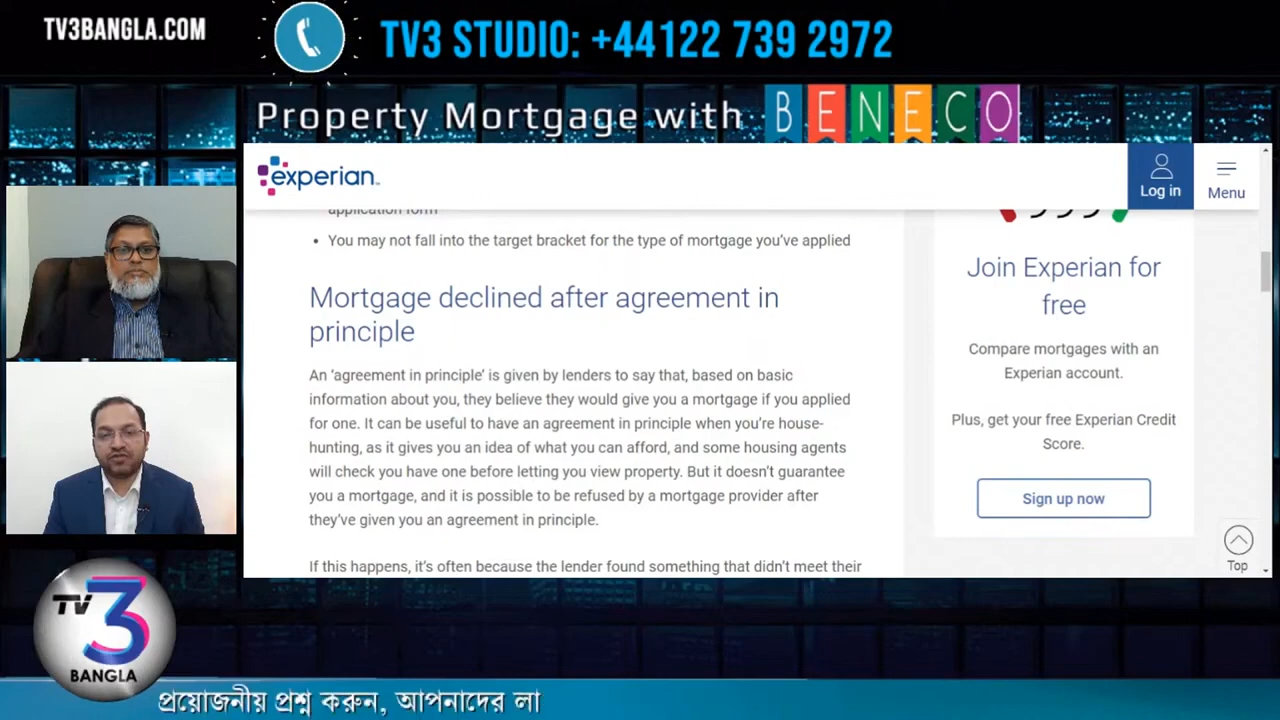 TV3BANGLA.COM
TV3 STUDIO: +44122 739 2972
Property Mortgage with BENECO
experian
Log in
Menu
application form
• You may not fall into the target bracket for the type of mortgage you've applied
Mortgage declined after agreement in
principle
An 'agreement in principle' is given by lenders to say that, based on basic
information about you, they believe they would give you a mortgage if you applied
for one. It can be useful to have an agreement in principle when you're house-
hunting, as it gives you an idea of what you can afford, and some housing agents
will check you have one before letting you view property. But it doesn't guarantee
you a mortgage, and it is possible to be refused by a mortgage provider after
they've given you an agreement in principle.
If this happens, it's often because the lender found something that didn't meet their
Join Experian for
free
Compare mortgages with an
Experian account.
Plus, get your free Experian Credit
Score.
Sign up now
Top
TV3
BANGLA
প্রয়োজনীয় প্রশ্ন করুন, আপনাদের লা